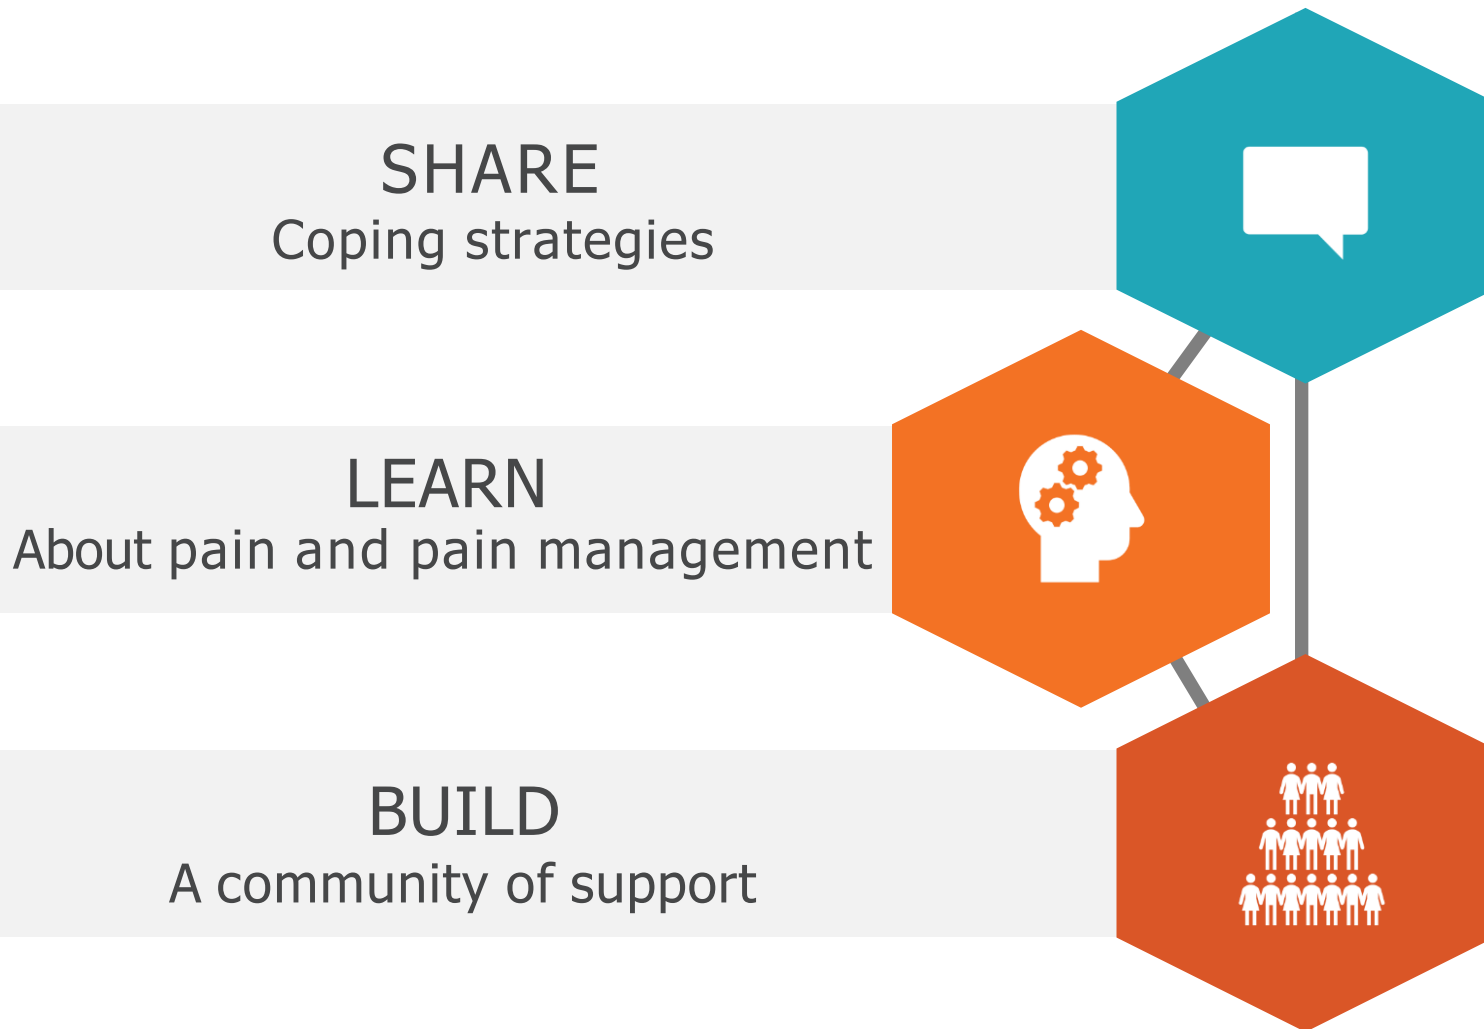 SHARE
Coping strategies
LEARN
About pain and pain management
BUILD
A community of support